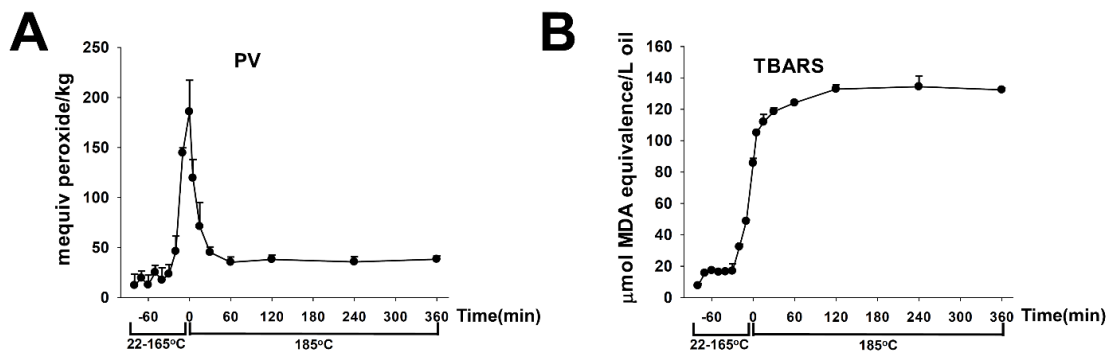 A
PV
mequiv peroxide/kg
250
200
150
100
50
0
-60 0 60 120 180 240 300 360 Time(min)
22-165°C 185°C
B
TBARS
μmol MDA equivalence/L oil
160
140
120
100
80
60
40
20
0
-60 0 60 120 180 240 300 360 Time(min)
22-165°C 185°C